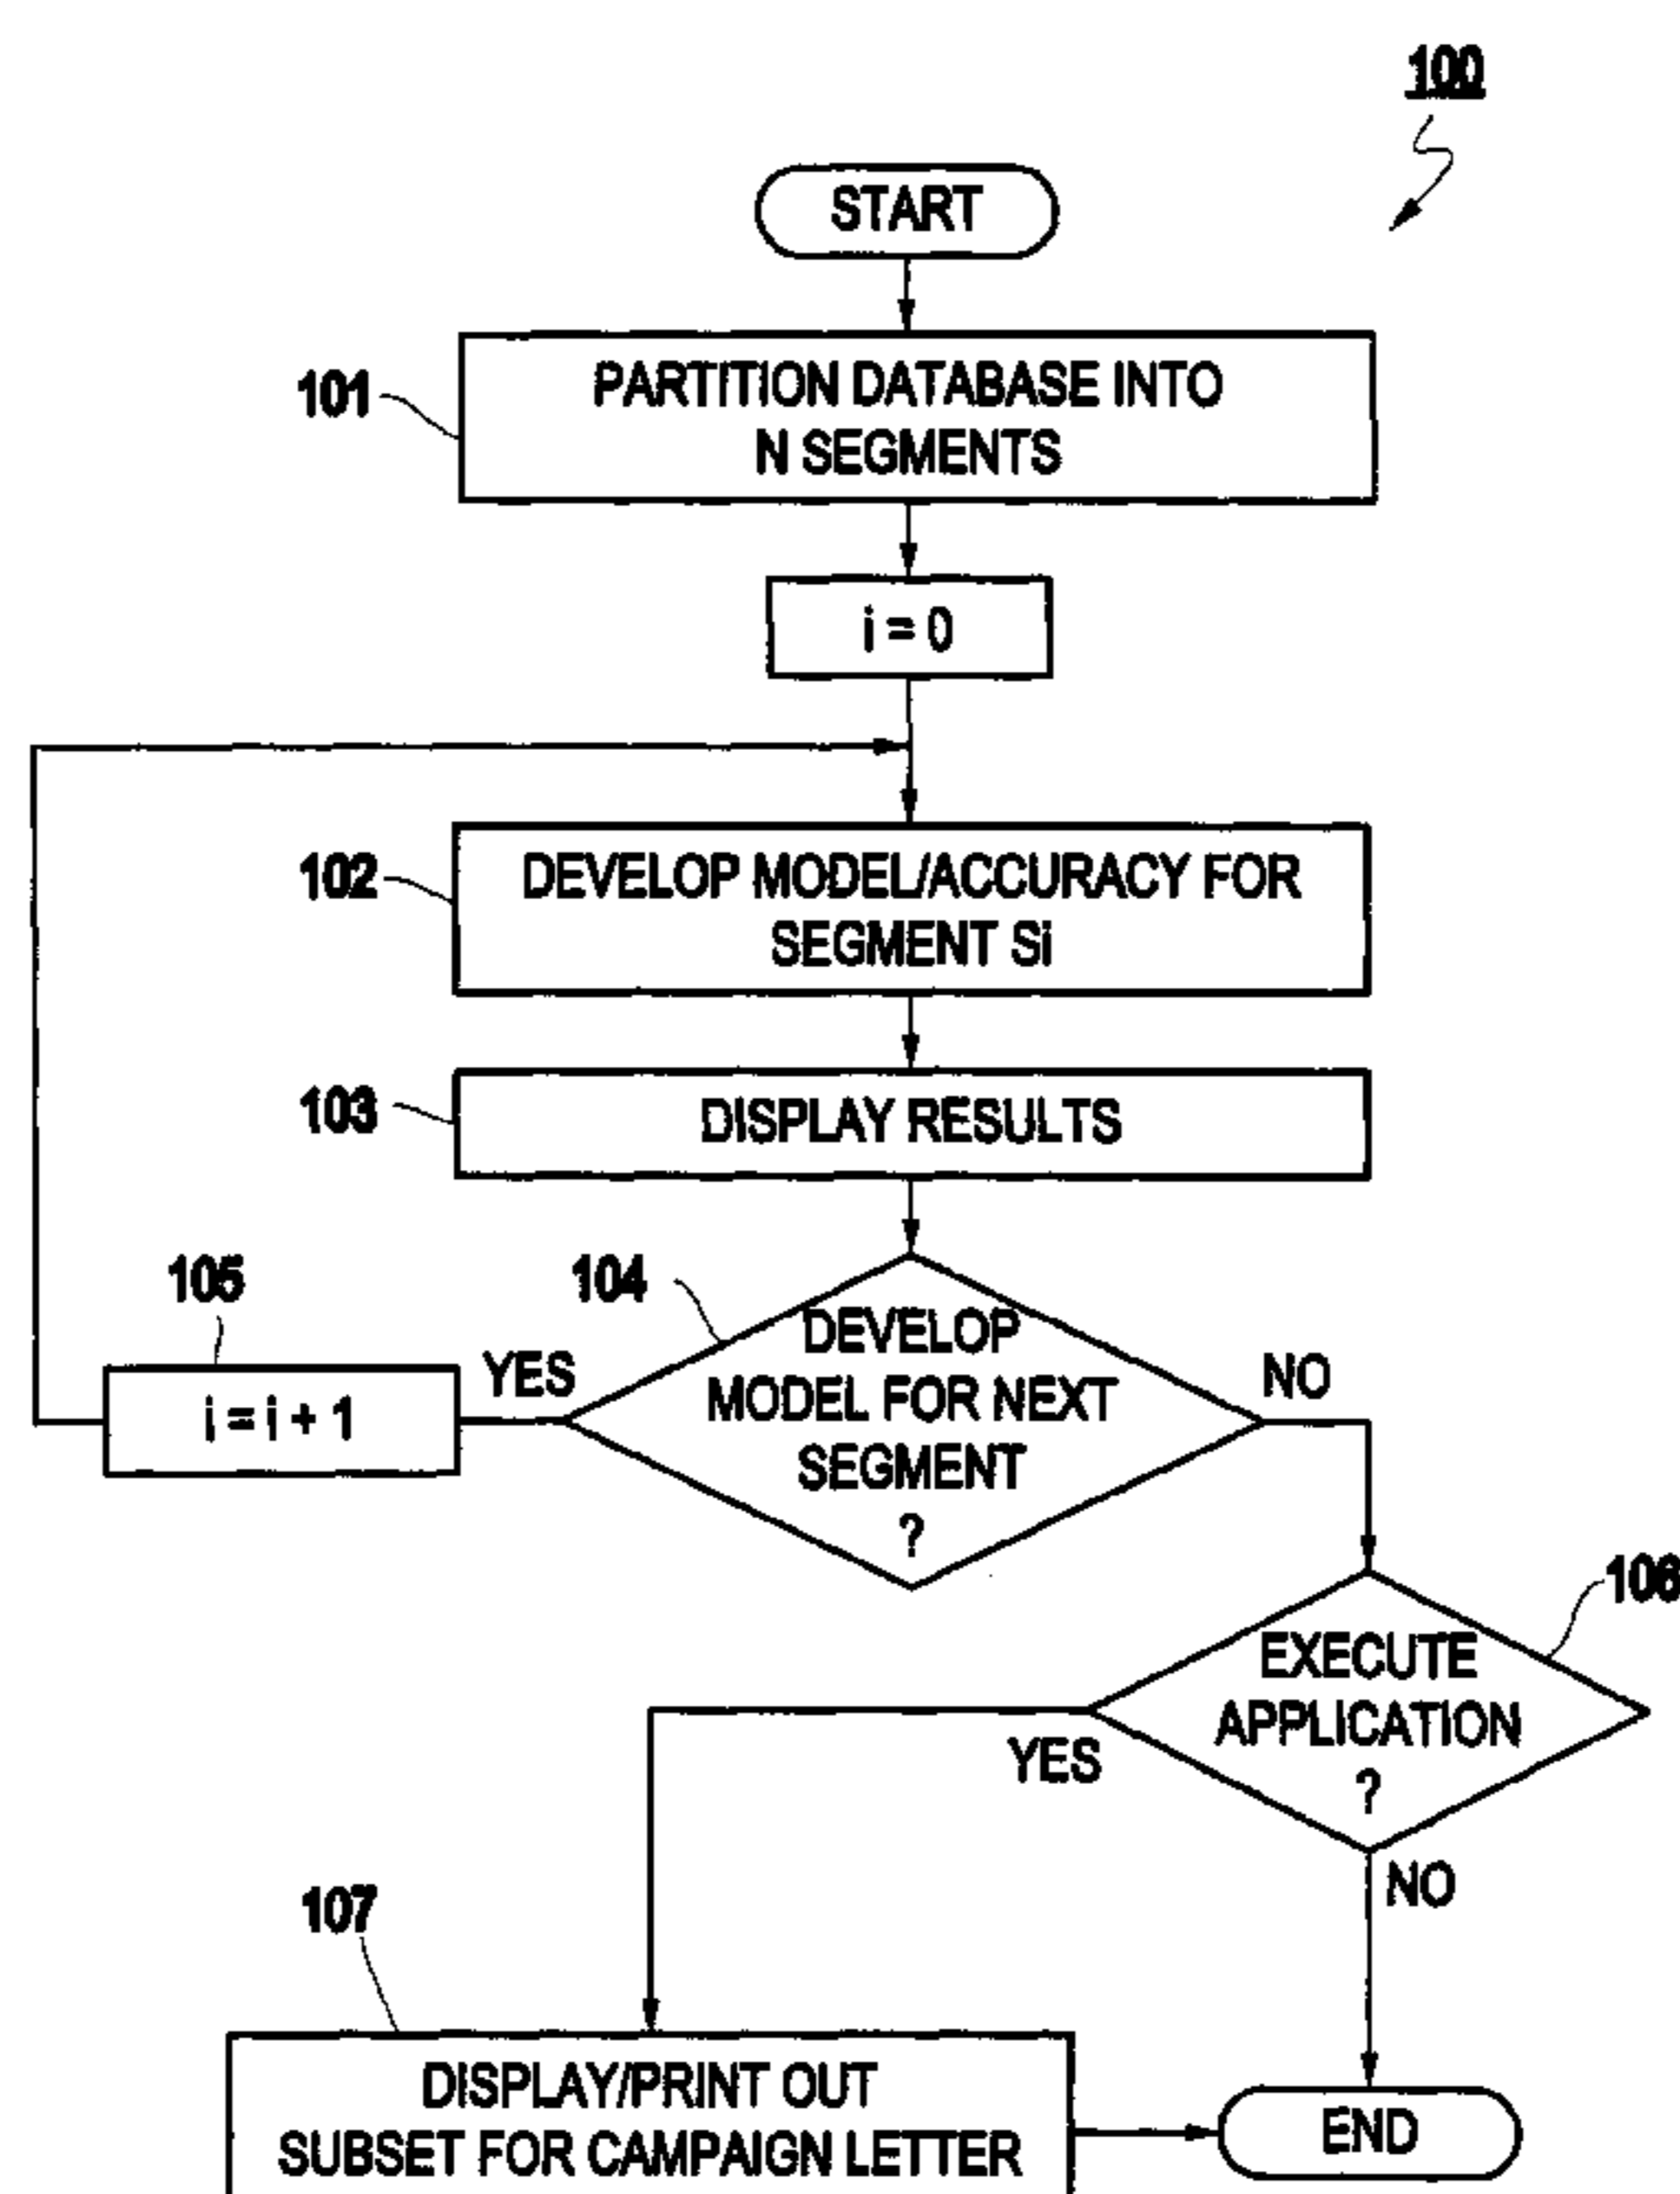 100
START
101
PARTITION DATABASE INTO
N SEGMENTS
i = 0
102
DEVELOP MODEL/ACCURACY FOR
SEGMENT Si
103
DISPLAY RESULTS
105
104
DEVELOP
MODEL FOR NEXT
SEGMENT
?
YES
NO
i = i + 1
106
EXECUTE
APPLICATION
?
YES
NO
107
DISPLAY/PRINT OUT
SUBSET FOR CAMPAIGN LETTER
END